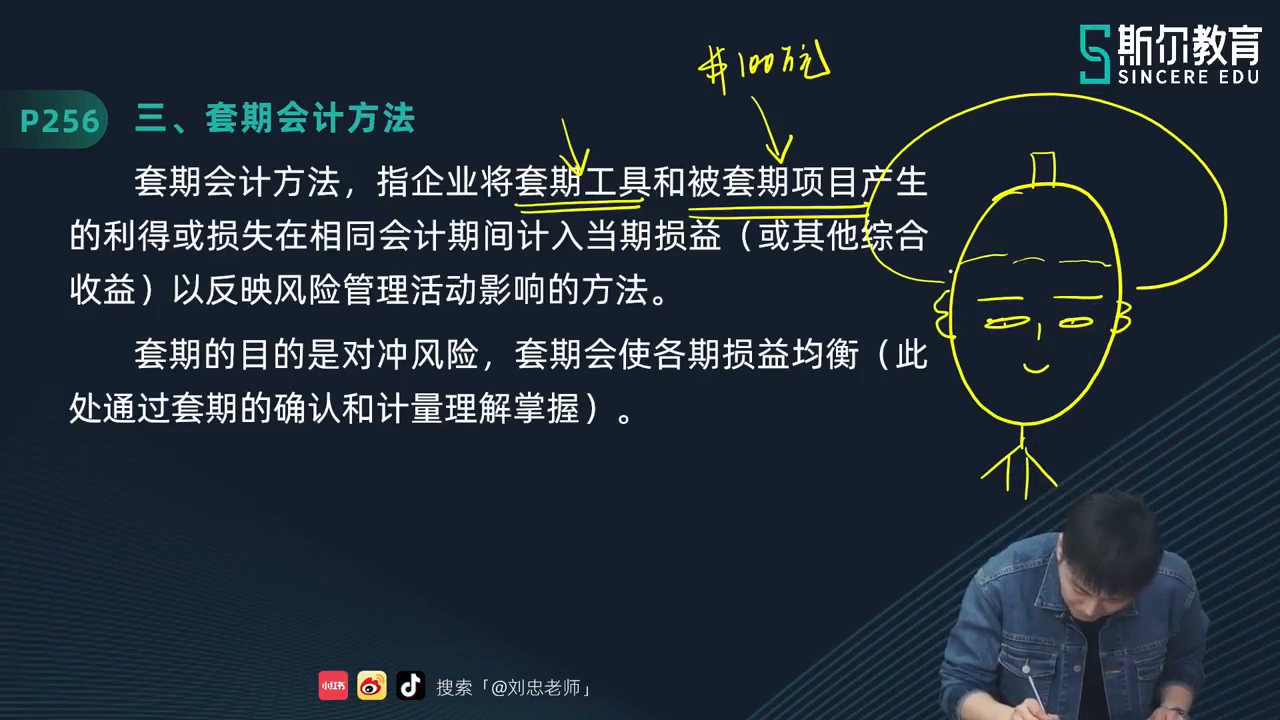 斯尔教育
SINCERE EDU
100万元
P256
三、套期会计方法
套期会计方法，指企业将套期工具和被套期项目产生
的利得或损失在相同会计期间计入当期损益（或其他综合
收益）以反映风险管理活动影响的方法。
套期的目的是对冲风险，套期会使各期损益均衡（此
处通过套期的确认和计量理解掌握）。
小红书
搜索「@刘忠老师」